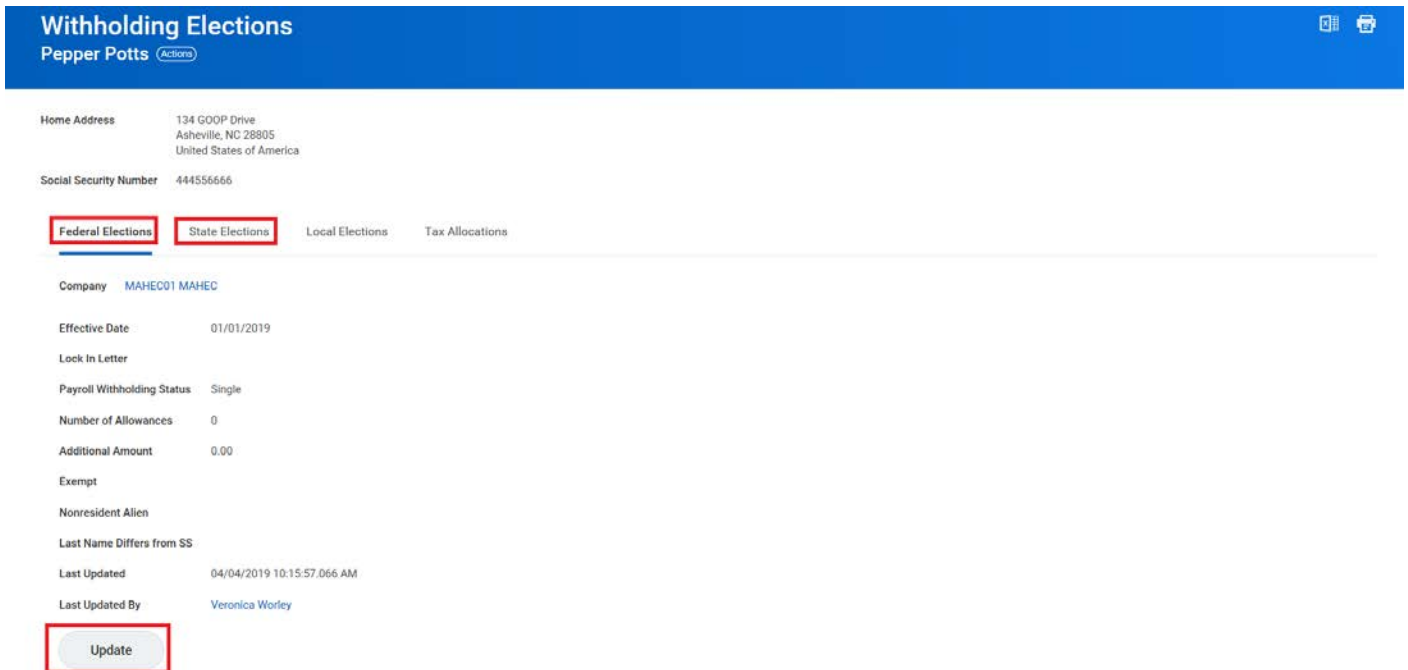 Withholding Elections
Pepper Potts Actions
Home Address 134 GOOP Drive
Asheville, NC 28805
United States of America
Social Security Number 444556666
Federal Elections State Elections Local Elections Tax Allocations
Company MAHEC01 MAHEC
Effective Date 01/01/2019
Lock In Letter
Payroll Withholding Status Single
Number of Allowances 0
Additional Amount 0.00
Exempt
Nonresident Alien
Last Name Differs from SS
Last Updated 04/04/2019 10:15:57.066 AM
Last Updated By Veronica Worley
Update